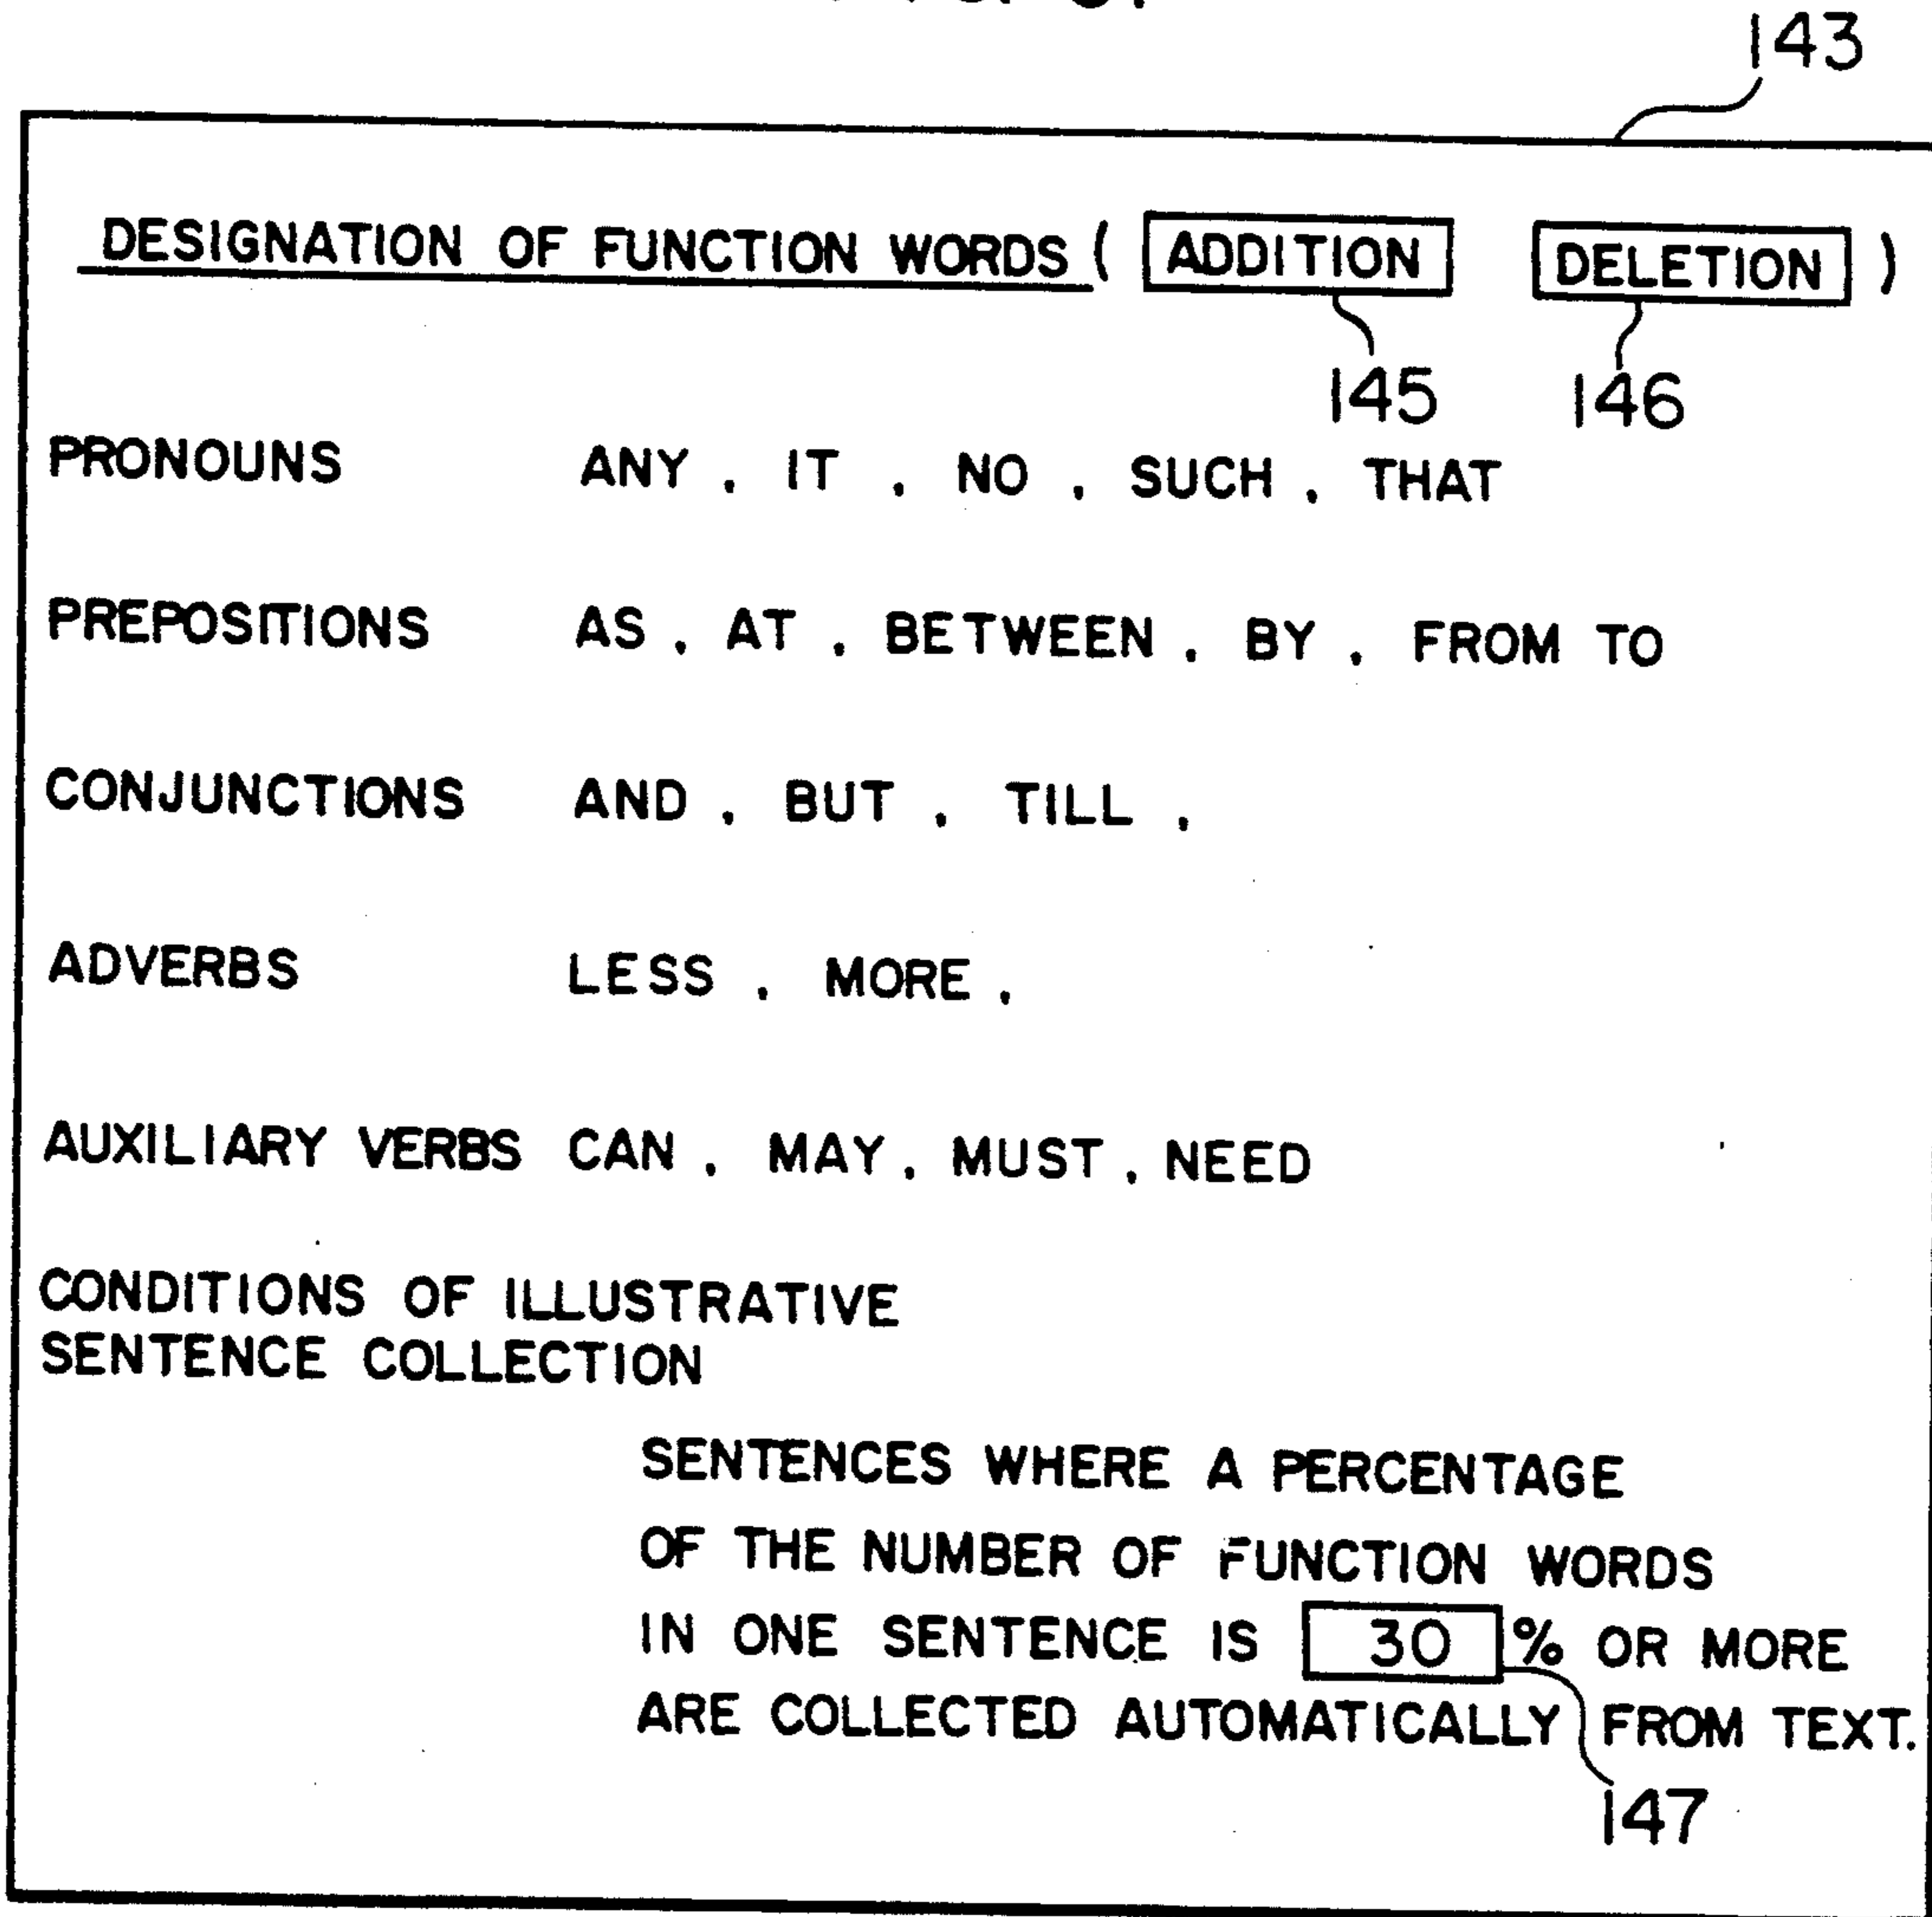 143
DESIGNATION OF FUNCTION WORDS ( ADDITION DELETION )
145 146
PRONOUNS ANY , IT , NO , SUCH , THAT
PREPOSITIONS AS , AT , BETWEEN , BY , FROM TO
CONJUNCTIONS AND , BUT , TILL ,
ADVERBS LESS , MORE ,
AUXILIARY VERBS CAN , MAY , MUST , NEED
CONDITIONS OF ILLUSTRATIVE
SENTENCE COLLECTION
SENTENCES WHERE A PERCENTAGE
OF THE NUMBER OF FUNCTION WORDS
IN ONE SENTENCE IS 30 % OR MORE
ARE COLLECTED AUTOMATICALLY FROM TEXT.
147